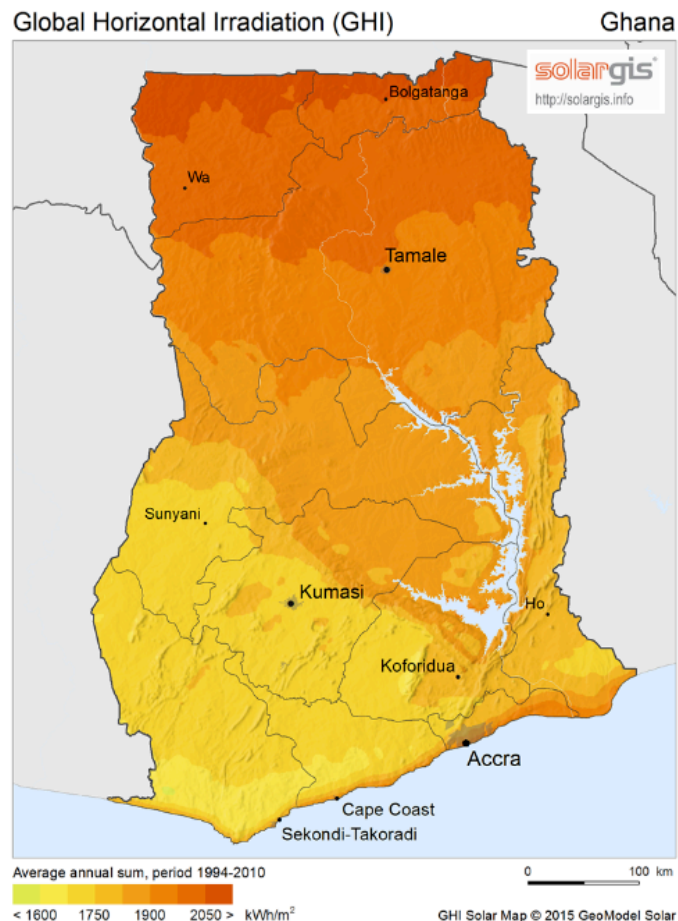 Global Horizontal Irradiation (GHI) Ghana
solargis®
http://solargis.info
Bolgatanga
Wa
Tamale
Sunyani
Kumasi
Ho
Koforidua
Accra
Cape Coast
Sekondi-Takoradi
Average annual sum, period 1994-2010
0 100 km
< 1600 1750 1900 2050 > kWh/m²
GHI Solar Map © 2015 GeoModel Solar